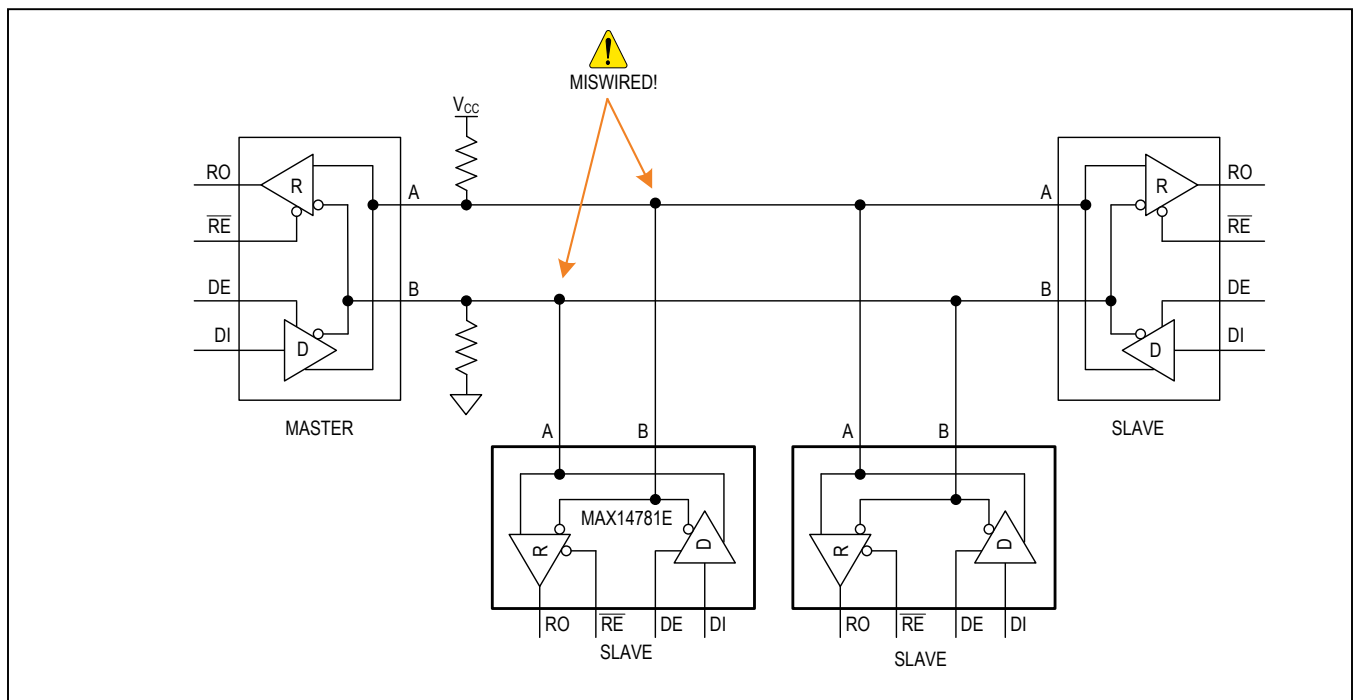 MISWIRED!
VCC
RO
R
A
RE
DE
B
DI
D
MASTER
A
R
RO
RE
B
DE
DI
D
SLAVE
A B
MAX14781E
R D
RO RE DE DI
SLAVE
A B
R D
RO RE DE DI
SLAVE